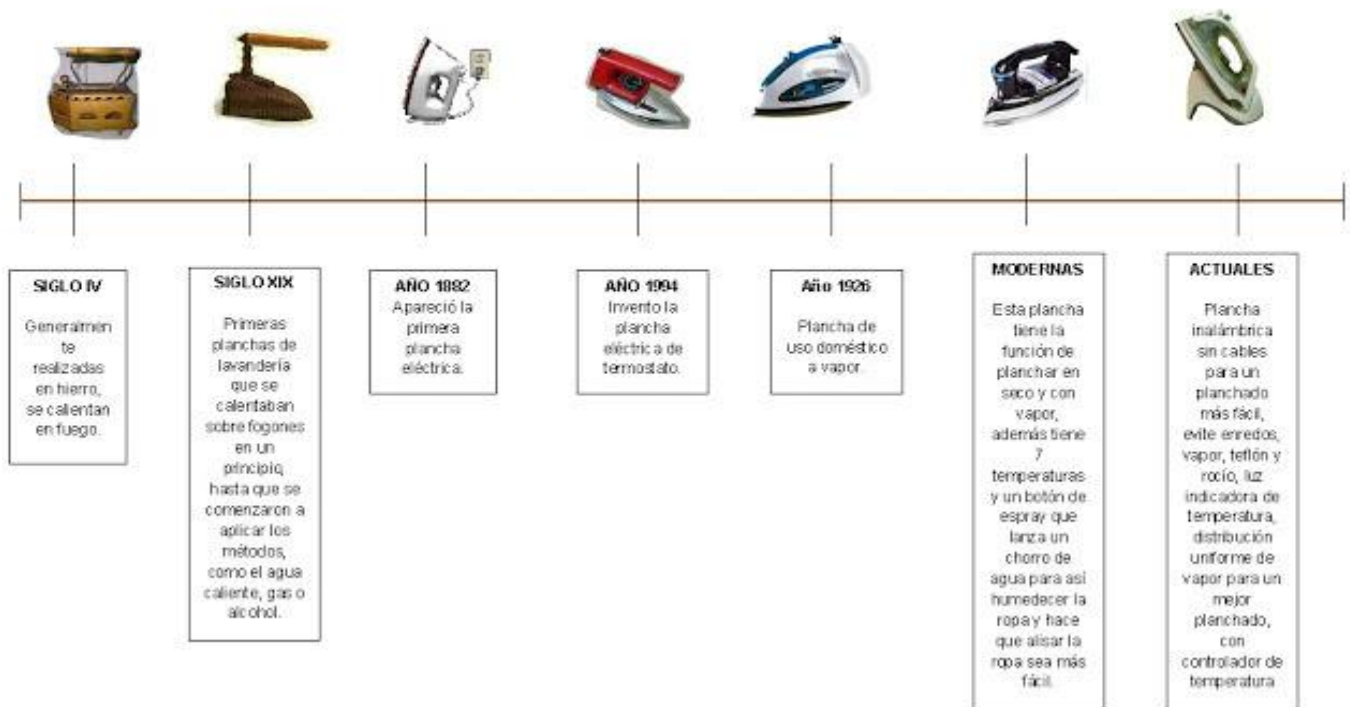 SIGLO IV
Generalmen
te
realizadas
en hierro,
se calientan
en fuego.
SIGLO XIX
Primeras
planchas de
lavandería
que se
calentaban
sobre fogones
en un
principio,
hasta que se
comenzaron a
aplicar los
métodos,
como el agua
caliente, gas o
alcohol.
AÑO 1882
Apareció la
primera
plancha
eléctrica.
AÑO 1994
Invento la
plancha
eléctrica de
termostato.
Año 1926
Plancha de
uso doméstico
a vapor.
MODERNAS
Esta plancha
tiene la
función de
planchar en
seco y con
vapor,
además tiene
7
temperaturas
y un botón de
espray que
lanza un
chorro de
agua para así
humedecer la
ropa y hace
que alisar la
ropa sea más
fácil.
ACTUALES
Plancha
inalámbrica
sin cables
para un
planchado
más fácil,
evite enredos,
vapor, teflón y
rocío, luz
indicadora de
temperatura,
distribución
uniforme de
vapor para un
mejor
planchado,
con
controlador de
temperatura